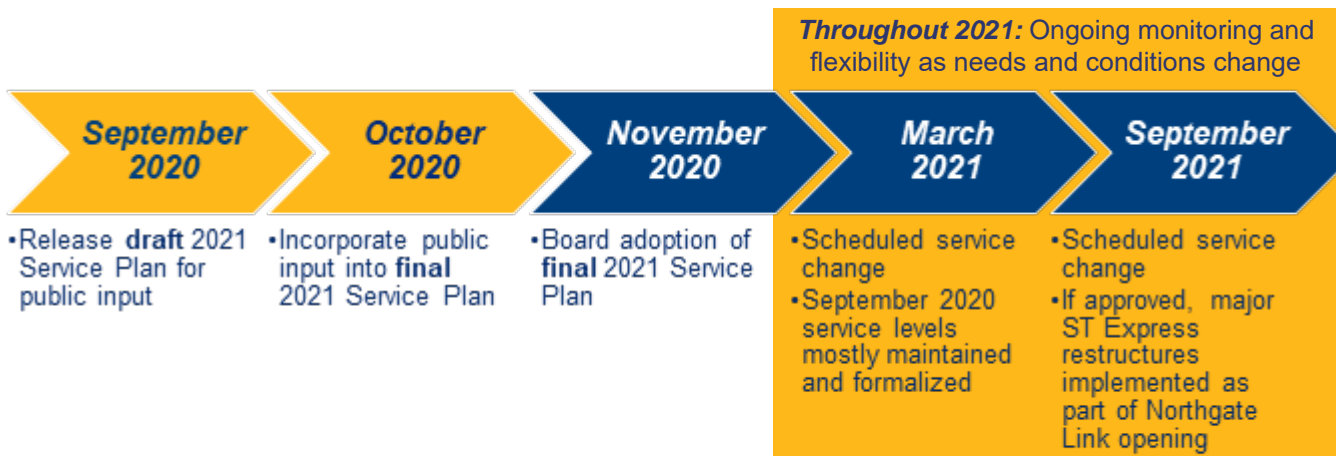 Throughout 2021: Ongoing monitoring and
flexibility as needs and conditions change
September
2020
October
2020
November
2020
March
2021
September
2021
•Release draft 2021
Service Plan for
public input
•Incorporate public
input into final
2021 Service Plan
•Board adoption of
final 2021 Service
Plan
•Scheduled service
change
•September 2020
service levels
mostly maintained
and formalized
•Scheduled service
change
•If approved, major
ST Express
restructures
implemented as
part of Northgate
Link opening